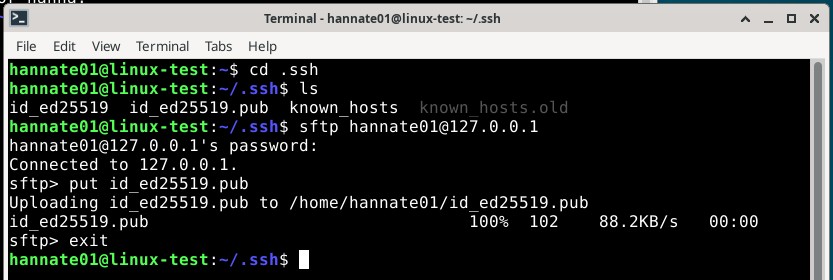 Terminal - hannate01@linux-test: ~/.ssh
File Edit View Terminal Tabs Help
hannate01@linux-test:~$ cd .ssh
hannate01@linux-test:~/.ssh$ ls
id_ed25519  id_ed25519.pub  known_hosts  known_hosts.old
hannate01@linux-test:~/.ssh$ sftp hannate01@127.0.0.1
hannate01@127.0.0.1's password:
Connected to 127.0.0.1.
sftp> put id_ed25519.pub
Uploading id_ed25519.pub to /home/hannate01/id_ed25519.pub
id_ed25519.pub                                100%  102    88.2KB/s   00:00
sftp> exit
hannate01@linux-test:~/.ssh$